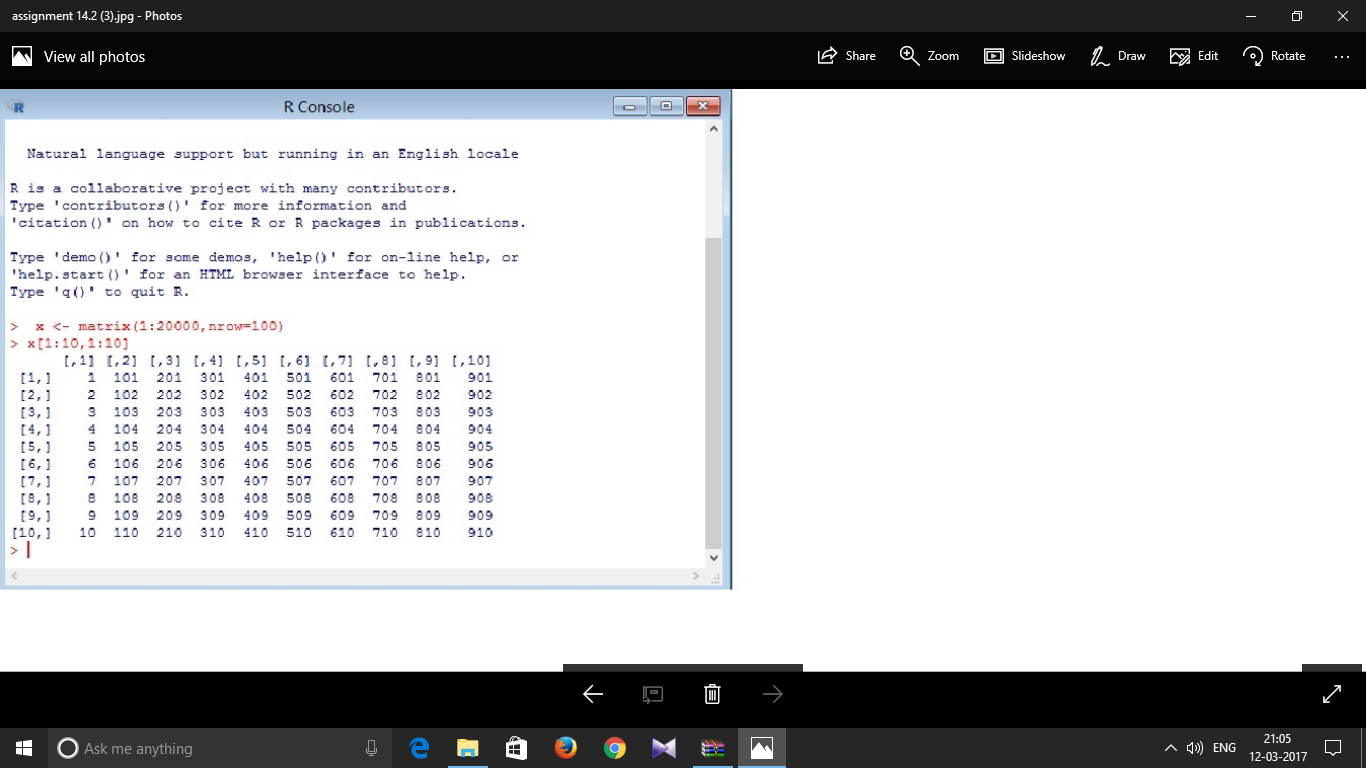 assignment 14.2 (3).jpg - Photos
View all photos
Share Zoom Slideshow Draw Edit Rotate ...
R Console
Natural language support but running in an English locale
R is a collaborative project with many contributors.
Type 'contributors()' for more information and
'citation()' on how to cite R or R packages in publications.
Type 'demo()' for some demos, 'help()' for on-line help, or
'help.start()' for an HTML browser interface to help.
Type 'q()' to quit R.
> x <- matrix(1:20000,nrow=100)
> x[1:10,1:10]
[,1] [,2] [,3] [,4] [,5] [,6] [,7] [,8] [,9] [,10]
[1,] 1 101 201 301 401 501 601 701 801 901
[2,] 2 102 202 302 402 502 602 702 802 902
[3,] 3 103 203 303 403 503 603 703 803 903
[4,] 4 104 204 304 404 504 604 704 804 904
[5,] 5 105 205 305 405 505 605 705 805 905
[6,] 6 106 206 306 406 506 606 706 806 906
[7,] 7 107 207 307 407 507 607 707 807 907
[8,] 8 108 208 308 408 508 608 708 808 908
[9,] 9 109 209 309 409 509 609 709 809 909
[10,] 10 110 210 310 410 510 610 710 810 910
>
Ask me anything
ENG
21:05
12-03-2017